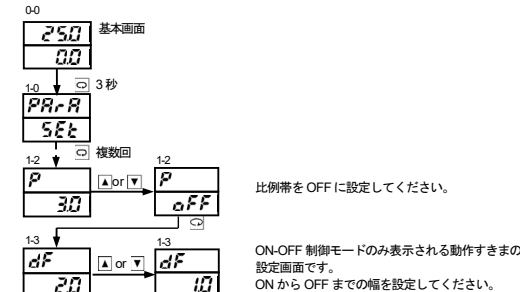 0-0
25.0 基本画面
0.0
1-0 3 秒
PArA
SEt
複数回
1-2 1-2
P ▲or▼ P 比例帯を OFF に設定してください。
3.0 oFF
1-3 1-3
dF ▲ or ▼ dF ON-OFF 制御モードのみ表示される動作すきまの
設定画面です。
2.0 1.0 ON から OFF までの幅を設定してください。